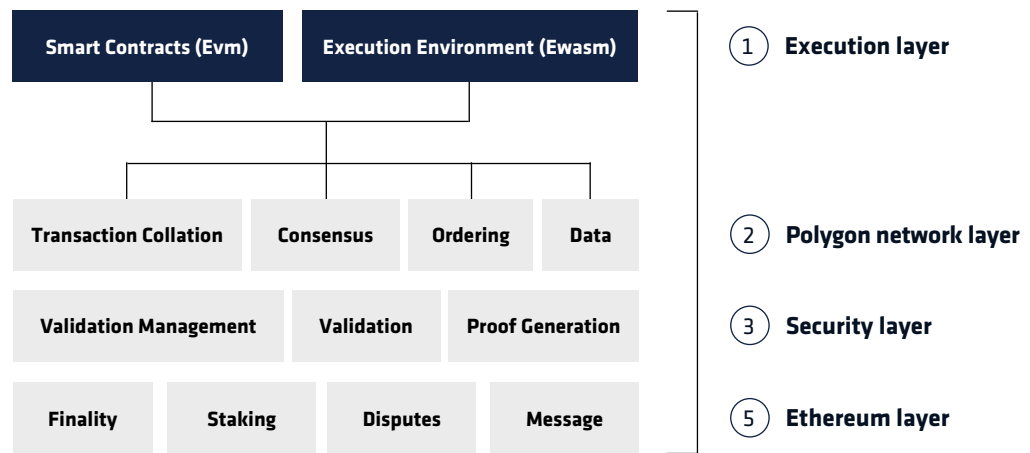 Smart Contracts (Evm) Execution Environment (Ewasm) 1 Execution layer
Transaction Collation Consensus Ordering Data 2 Polygon network layer
Validation Management Validation Proof Generation 3 Security layer
Finality Staking Disputes Message 5 Ethereum layer